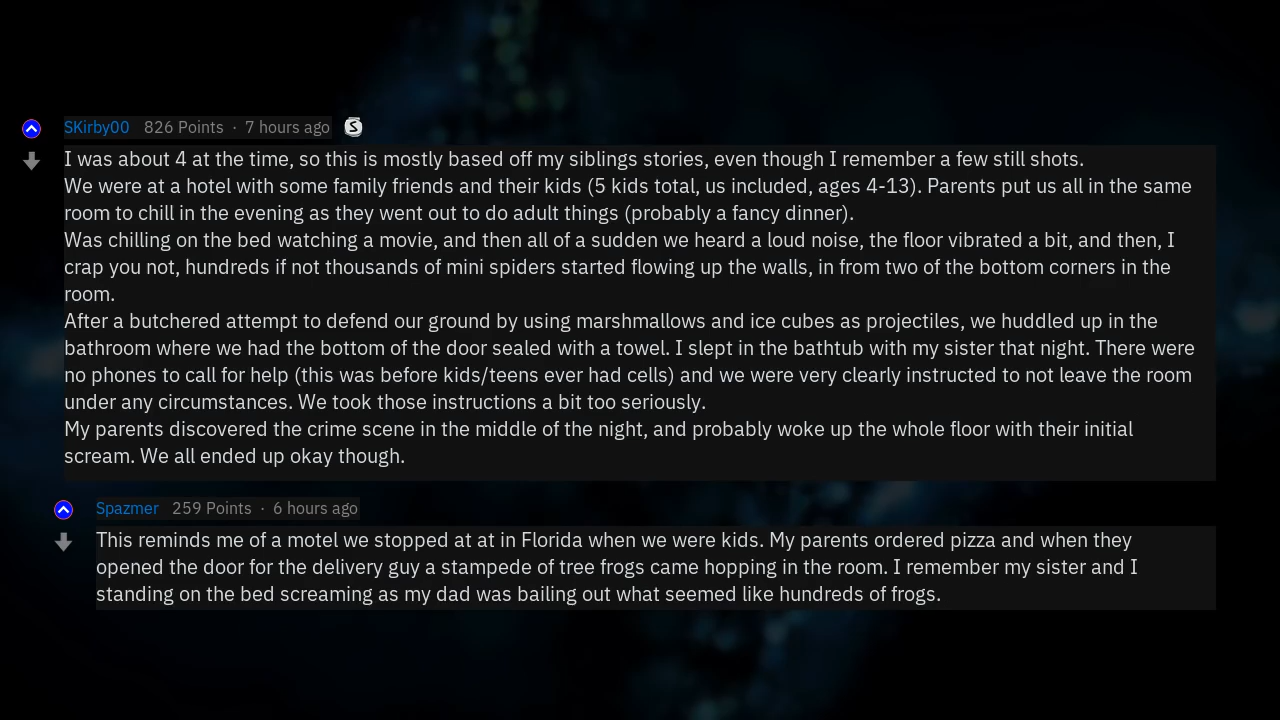 SKirby00 826 Points · 7 hours ago S
I was about 4 at the time, so this is mostly based off my siblings stories, even though I remember a few still shots.
We were at a hotel with some family friends and their kids (5 kids total, us included, ages 4-13). Parents put us all in the same
room to chill in the evening as they went out to do adult things (probably a fancy dinner).
Was chilling on the bed watching a movie, and then all of a sudden we heard a loud noise, the floor vibrated a bit, and then, I
crap you not, hundreds if not thousands of mini spiders started flowing up the walls, in from two of the bottom corners in the
room.
After a butchered attempt to defend our ground by using marshmallows and ice cubes as projectiles, we huddled up in the
bathroom where we had the bottom of the door sealed with a towel. I slept in the bathtub with my sister that night. There were
no phones to call for help (this was before kids/teens ever had cells) and we were very clearly instructed to not leave the room
under any circumstances. We took those instructions a bit too seriously.
My parents discovered the crime scene in the middle of the night, and probably woke up the whole floor with their initial
scream. We all ended up okay though.
Spazmer 259 Points · 6 hours ago
This reminds me of a motel we stopped at at in Florida when we were kids. My parents ordered pizza and when they
opened the door for the delivery guy a stampede of tree frogs came hopping in the room. I remember my sister and I
standing on the bed screaming as my dad was bailing out what seemed like hundreds of frogs.